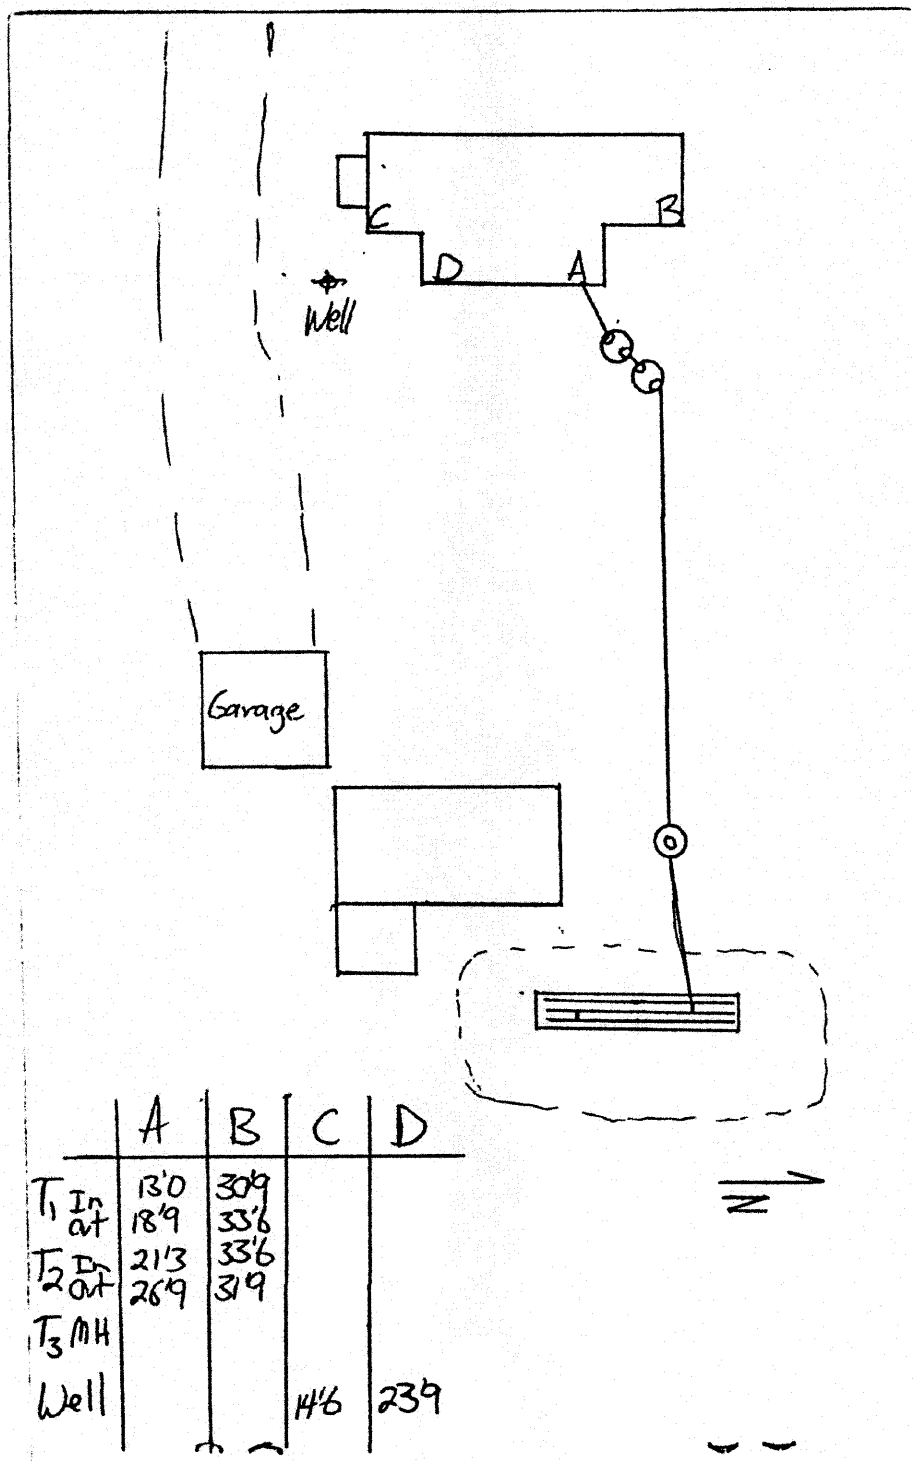 C
B
D
A
Well
Garage
A B C D
T1 In 13'0 30'9
out 18'9 33'6
T2 In 21'3 33'6
Out 26'9 31'9
T3 MH
Well 14'6 23'9
N